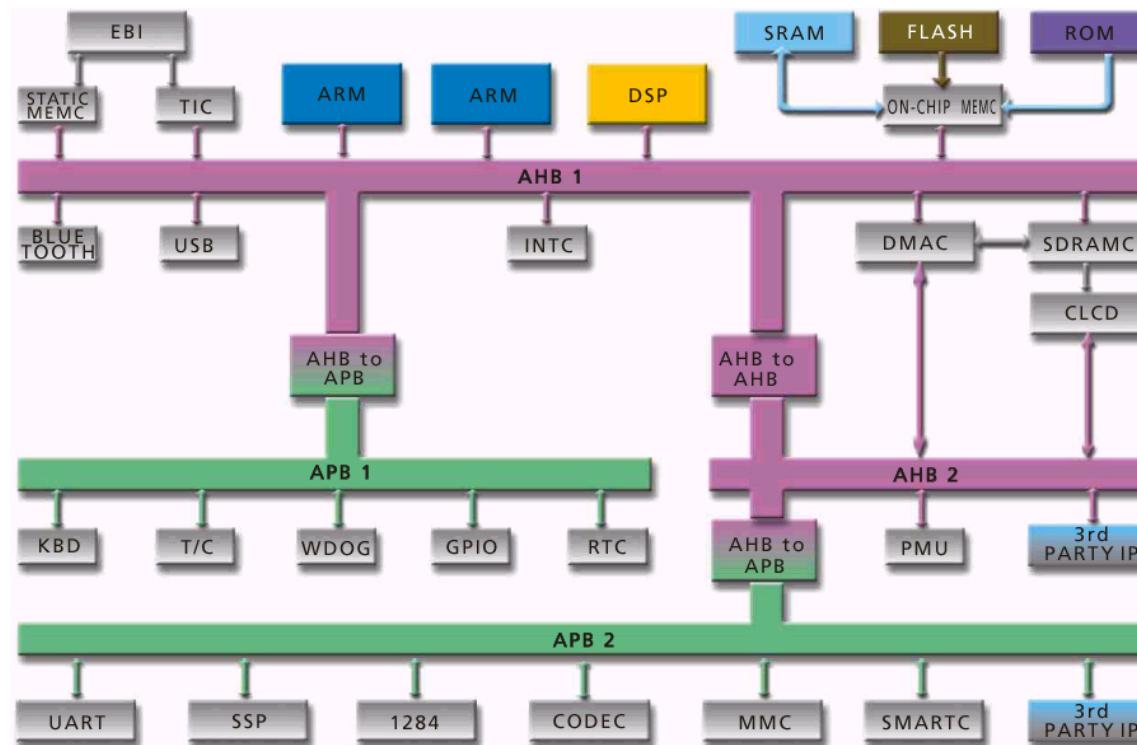 EBI
SRAM
FLASH
ROM
STATIC
MEMC
TIC
ARM
ARM
DSP
ON-CHIP MEMC
AHB 1
BLUE
TOOTH
USB
INTC
DMAC
SDRAMC
CLCD
AHB to
APB
AHB to
AHB
APB 1
AHB 2
KBD
T/C
WDOG
GPIO
RTC
AHB to
APB
PMU
3rd
PARTY IP
APB 2
UART
SSP
1284
CODEC
MMC
SMARTC
3rd
PARTY IP